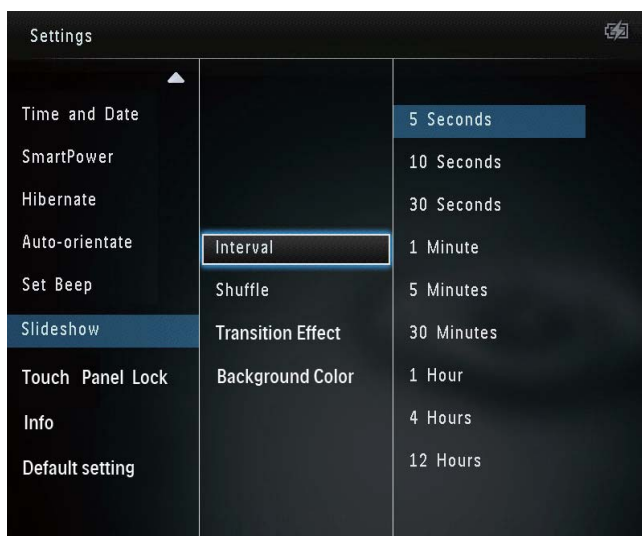 Settings
Time and Date
SmartPower
Hibernate
Auto-orientate
Set Beep
Slideshow
Touch Panel Lock
Info
Default setting
Interval
Shuffle
Transition Effect
Background Color
5 Seconds
10 Seconds
30 Seconds
1 Minute
5 Minutes
30 Minutes
1 Hour
4 Hours
12 Hours